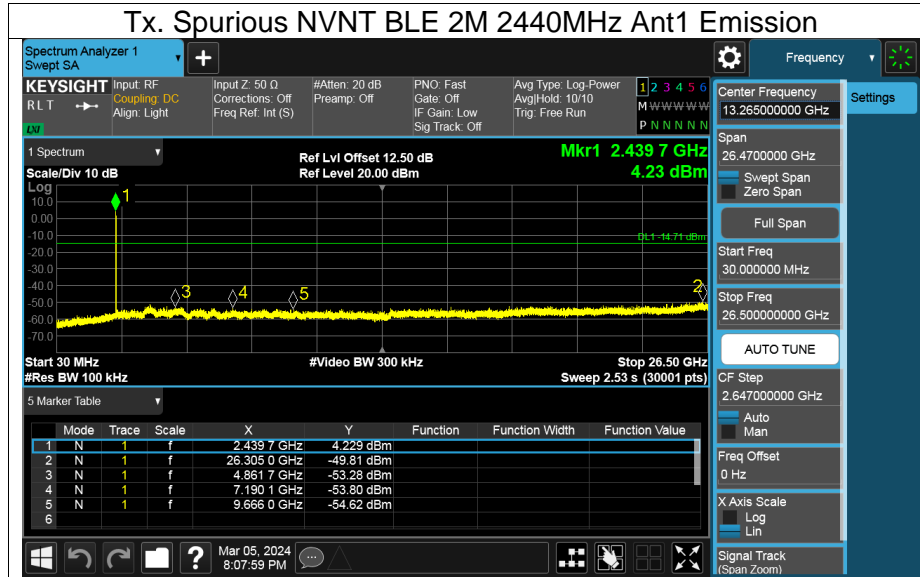 Tx. Spurious NVNT BLE 2M 2440MHz Ant1 Emission
Spectrum Analyzer 1
Swept SA
+
Frequency
KEYSIGHT
RLT
LXI
Input: RF
Coupling: DC
Align: Light
Input Z: 50 Ω
Corrections: Off
Freq Ref: Int (S)
#Atten: 20 dB
Preamp: Off
PNO: Fast
Gate: Off
IF Gain: Low
Sig Track: Off
Avg Type: Log-Power
Avg|Hold: 10/10
Trig: Free Run
1 2 3 4 5 6
M W W W W W
P N N N N N
1 Spectrum
Scale/Div 10 dB
Ref Lvl Offset 12.50 dB
Ref Level 20.00 dBm
Mkr1 2.439 7 GHz
4.23 dBm
Log
10.0
0.00
-10.0
-20.0
-30.0
-40.0
-50.0
-60.0
-70.0
1
3
4
5
2
DL1 -14.71 dBm
Start 30 MHz
#Video BW 300 kHz
Stop 26.50 GHz
#Res BW 100 kHz
Sweep 2.53 s (30001 pts)
5 Marker Table
Mode Trace Scale X Y Function Function Width Function Value
1 N 1 f 2.439 7 GHz 4.229 dBm
2 N 1 f 26.305 0 GHz -49.81 dBm
3 N 1 f 4.861 7 GHz -53.28 dBm
4 N 1 f 7.190 1 GHz -53.80 dBm
5 N 1 f 9.666 0 GHz -54.62 dBm
6
?
Mar 05, 2024
8:07:59 PM
Center Frequency
13.265000000 GHz
Settings
Span
26.4700000 GHz
Swept Span
Zero Span
Full Span
Start Freq
30.000000 MHz
Stop Freq
26.500000000 GHz
AUTO TUNE
CF Step
2.647000000 GHz
Auto
Man
Freq Offset
0 Hz
X Axis Scale
Log
Lin
Signal Track
(Span Zoom)